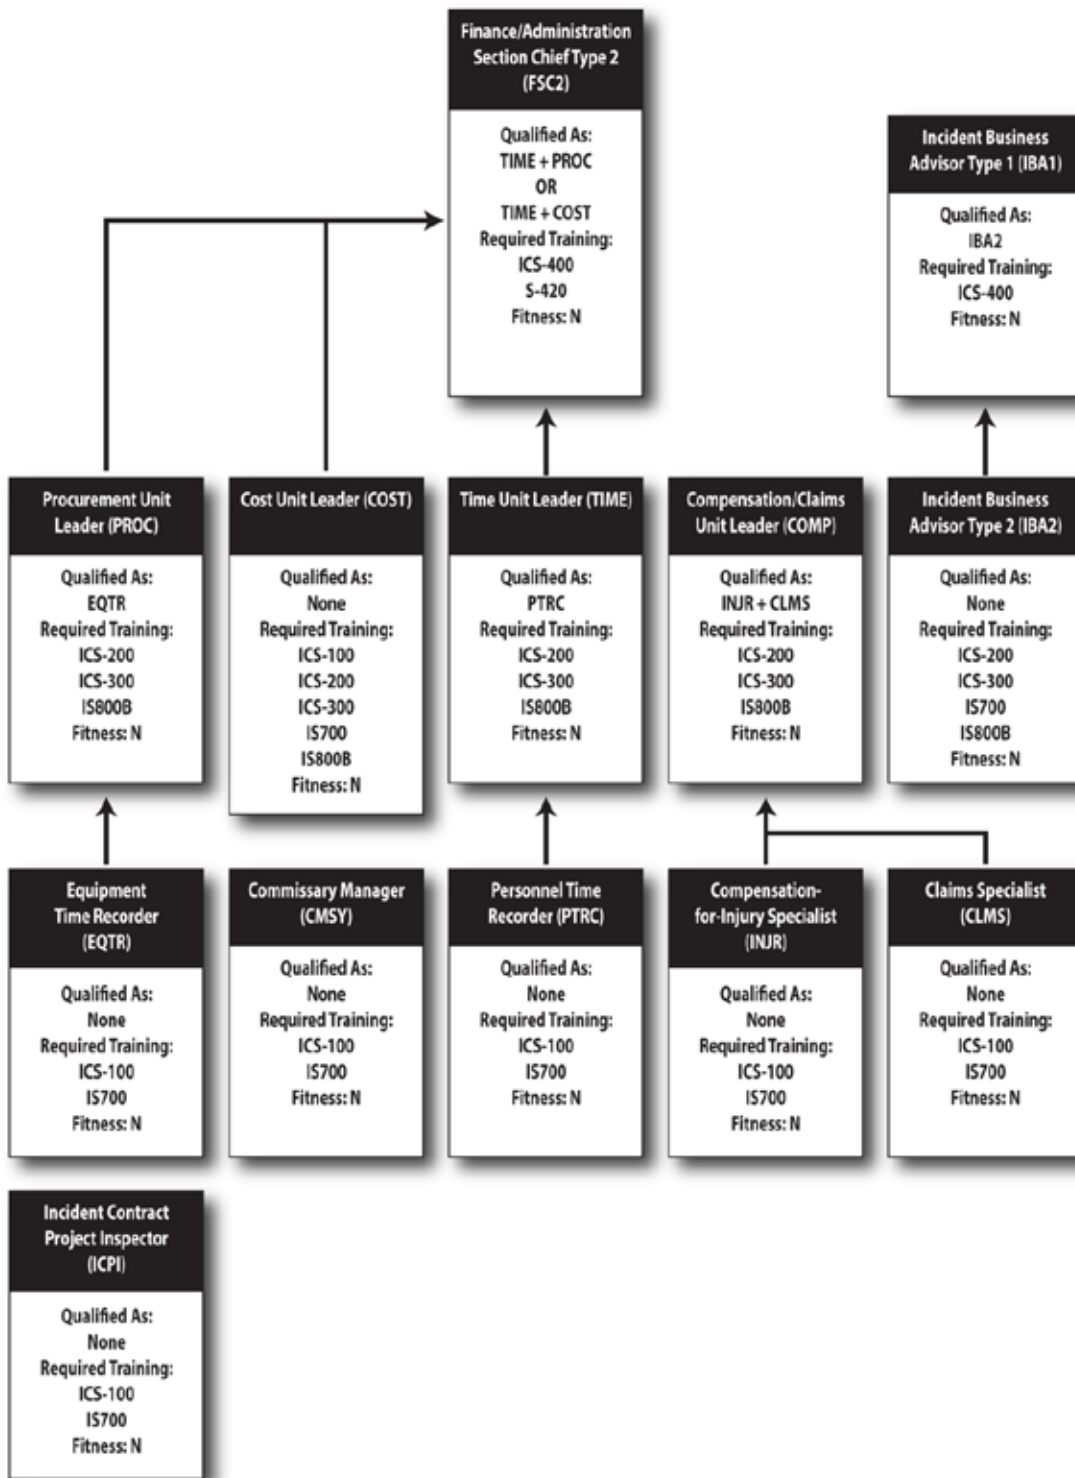 Finance/Administration
Section Chief Type 2
(FSC2)
Qualified As:
TIME + PROC
OR
TIME + COST
Required Training:
ICS-400
S-420
Fitness: N
Incident Business
Advisor Type 1 (IBA1)
Qualified As:
IBA2
Required Training:
ICS-400
Fitness: N
Procurement Unit
Leader (PROC)
Qualified As:
EQTR
Required Training:
ICS-200
ICS-300
IS800B
Fitness: N
Cost Unit Leader (COST)
Qualified As:
None
Required Training:
ICS-100
ICS-200
ICS-300
IS700
IS800B
Fitness: N
Time Unit Leader (TIME)
Qualified As:
PTRC
Required Training:
ICS-200
ICS-300
IS800B
Fitness: N
Compensation/Claims
Unit Leader (COMP)
Qualified As:
INJR + CLMS
Required Training:
ICS-200
ICS-300
IS800B
Fitness: N
Incident Business
Advisor Type 2 (IBA2)
Qualified As:
None
Required Training:
ICS-200
ICS-300
IS700
IS800B
Fitness: N
Equipment
Time Recorder
(EQTR)
Qualified As:
None
Required Training:
ICS-100
IS700
Fitness: N
Commissary Manager
(CMSY)
Qualified As:
None
Required Training:
ICS-100
IS700
Fitness: N
Personnel Time
Recorder (PTRC)
Qualified As:
None
Required Training:
ICS-100
IS700
Fitness: N
Compensation-
for-Injury Specialist
(INJR)
Qualified As:
None
Required Training:
ICS-100
IS700
Fitness: N
Claims Specialist
(CLMS)
Qualified As:
None
Required Training:
ICS-100
IS700
Fitness: N
Incident Contract
Project Inspector
(ICPI)
Qualified As:
None
Required Training:
ICS-100
IS700
Fitness: N